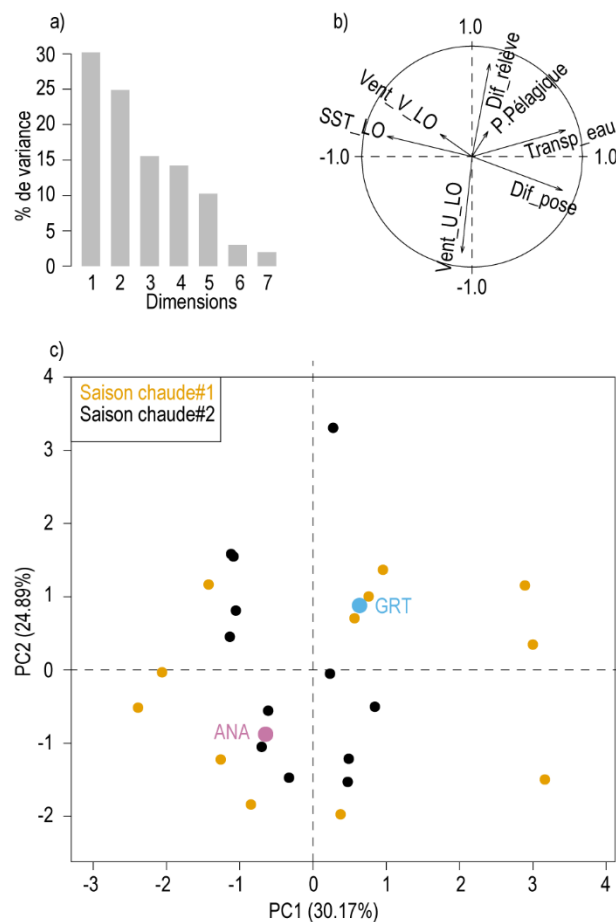 a)
% de variance
30
25
20
15
10
5
0
1 2 3 4 5 6 7
Dimensions
b)
1.0
Vent_V_LO
Dif_rélève
P.Pélagique
SST_LO
Transp_eau
-1.0
1.0
Dif_pose
Vent_U_LO
-1.0
c)
Saison chaude#1
Saison chaude#2
4
3
2
1
0
-1
-2
PC2 (24.89%)
GRT
ANA
-3 -2 -1 0 1 2 3 4
PC1 (30.17%)